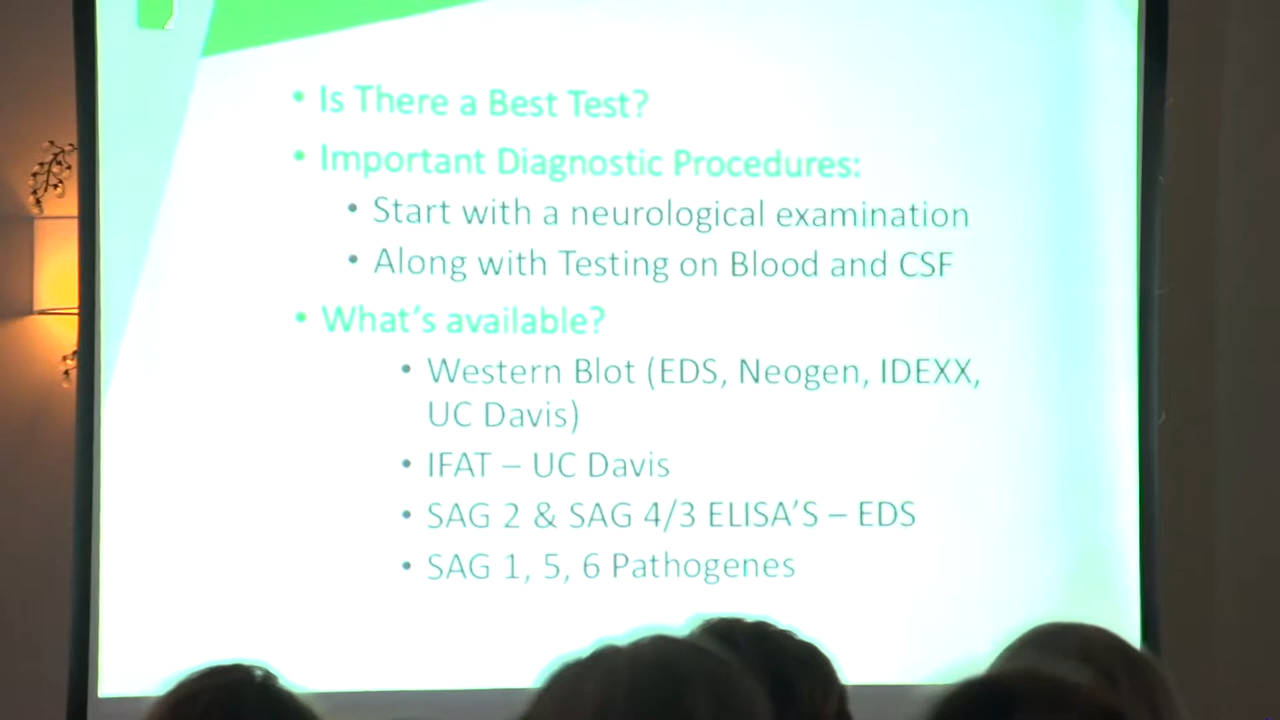 • Is There a Best Test?
• Important Diagnostic Procedures:
• Start with a neurological examination
• Along with Testing on Blood and CSF
• What's available?
• Western Blot (EDS, Neogen, IDEXX,
UC Davis)
• IFAT – UC Davis
• SAG 2 & SAG 4/3 ELISA'S – EDS
• SAG 1, 5, 6 Pathogenes